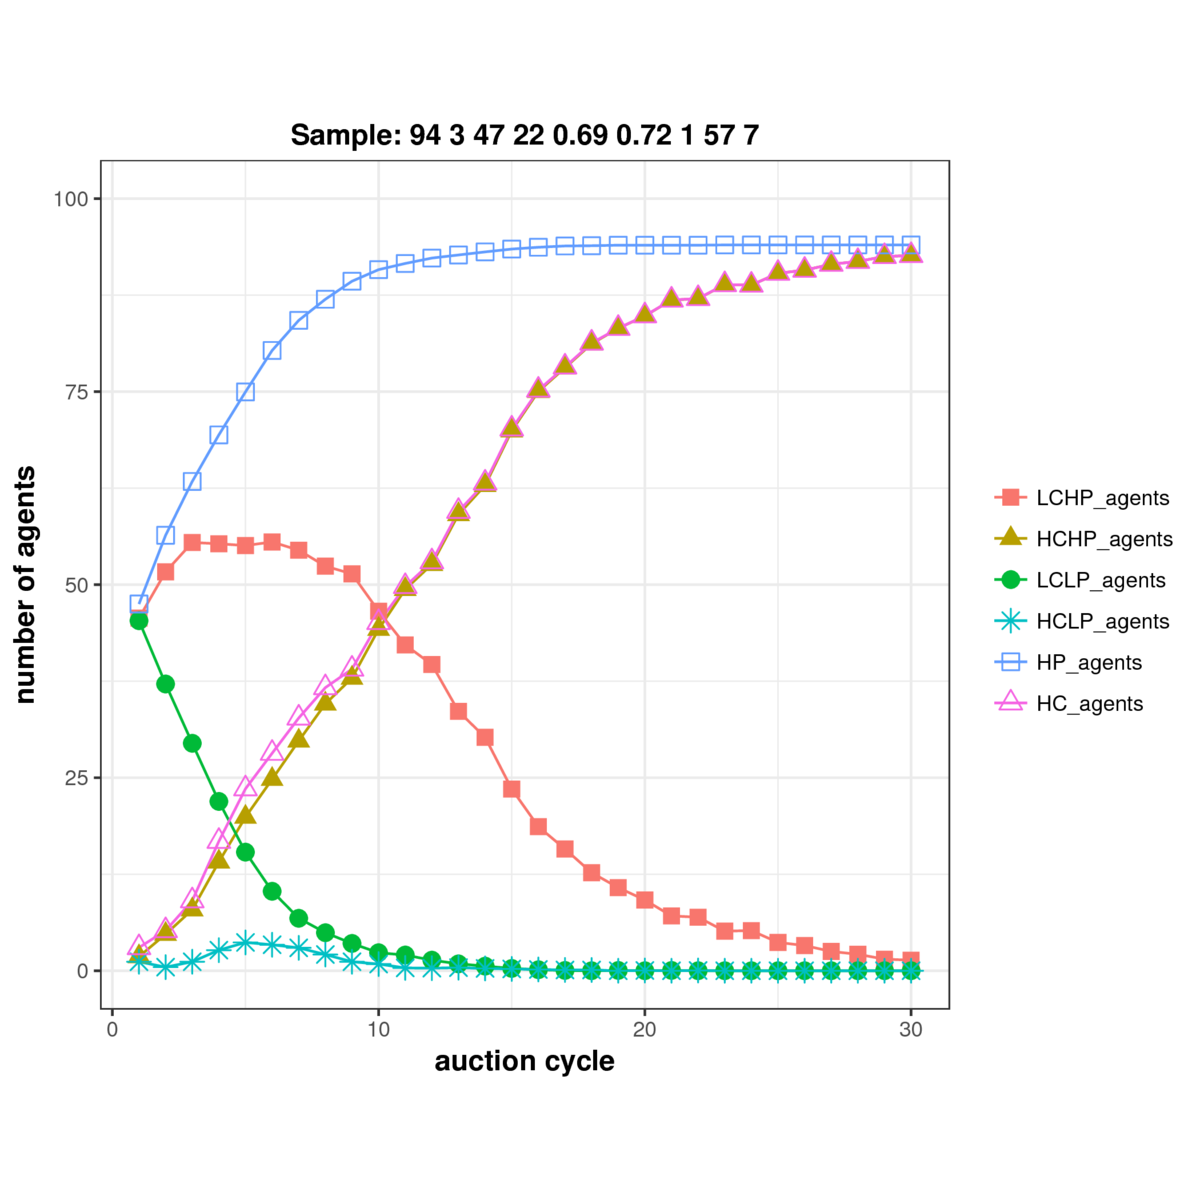 Sample: 94 3 47 22 0.69 0.72 1 57 7
100
75
50
25
0
0
10
20
30
number of agents
auction cycle
LCHP_agents
HCHP_agents
LCLP_agents
HCLP_agents
HP_agents
HC_agents